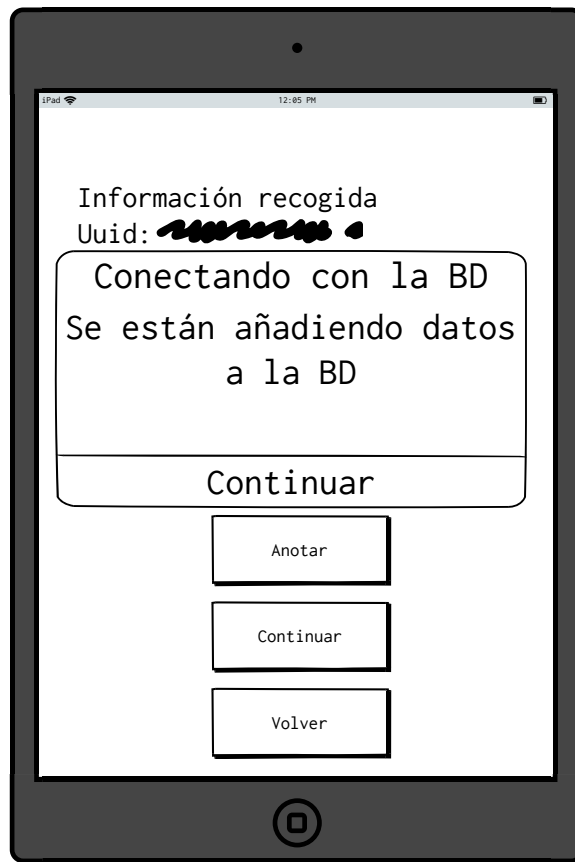 iPad 12:05 PM
Información recogida
Uuid:
Conectando con la BD
Se están añadiendo datos
a la BD
Continuar
Anotar
Continuar
Volver